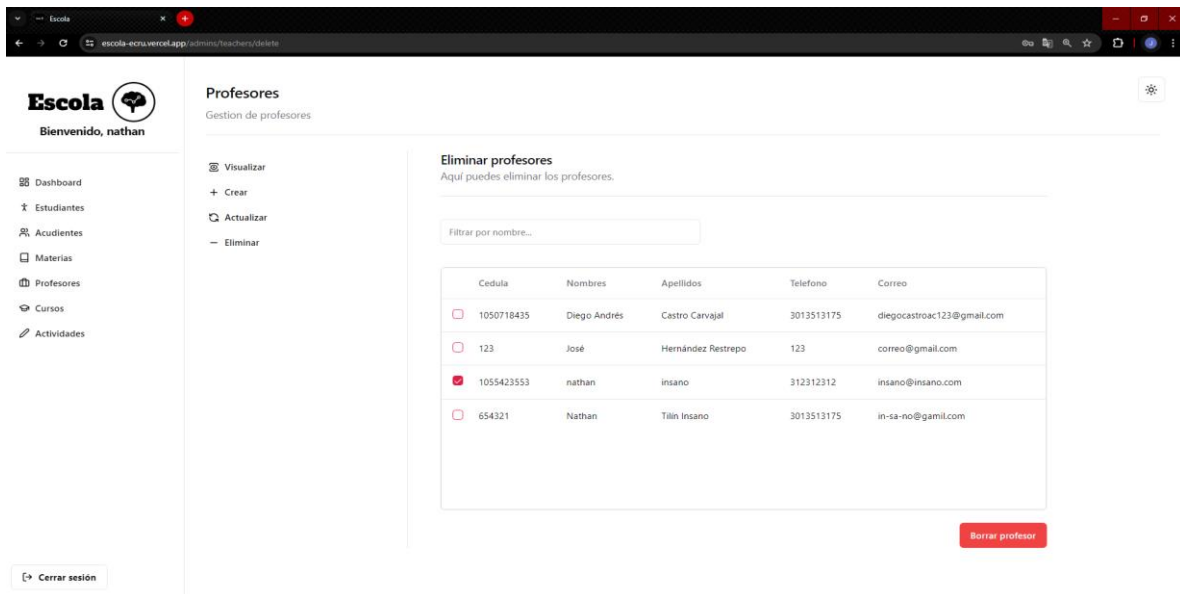 Escola
escola-ecru.vercel.app/admins/teachers/delete
J
Escola
Bienvenido, nathan
Dashboard
Estudiantes
Acudientes
Materias
Profesores
Cursos
Actividades
Cerrar sesión
Profesores
Gestion de profesores
Visualizar
Crear
Actualizar
Eliminar
Eliminar profesores
Aquí puedes eliminar los profesores.
Filtrar por nombre...
Cedula Nombres Apellidos Telefono Correo
1050718435 Diego Andrés Castro Carvajal 3013513175 diegocastroac123@gmail.com
123 José Hernández Restrepo 123 correo@gmail.com
1055423553 nathan insano 312312312 insano@insano.com
654321 Nathan Tilín Insano 3013513175 in-sa-no@gamil.com
Borrar profesor